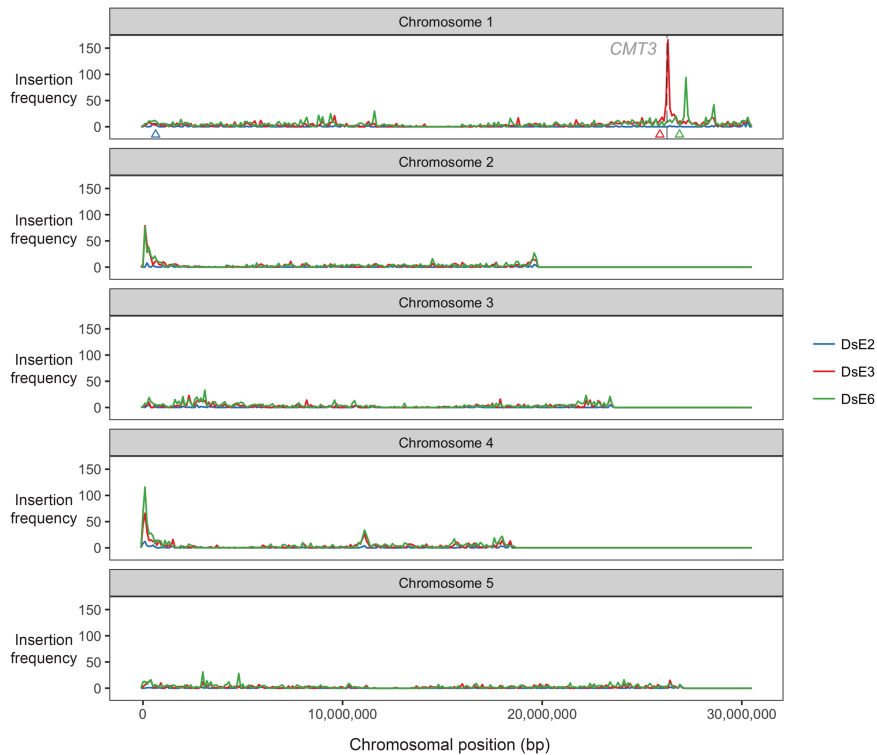 Chromosome 1
150
100
50
0
Insertion
frequency
CMT3
Chromosome 2
150
100
50
0
Insertion
frequency
Chromosome 3
150
100
50
0
Insertion
frequency
Chromosome 4
150
100
50
0
Insertion
frequency
Chromosome 5
150
100
50
0
Insertion
frequency
0
10,000,000
20,000,000
30,000,000
Chromosomal position (bp)
DsE2
DsE3
DsE6